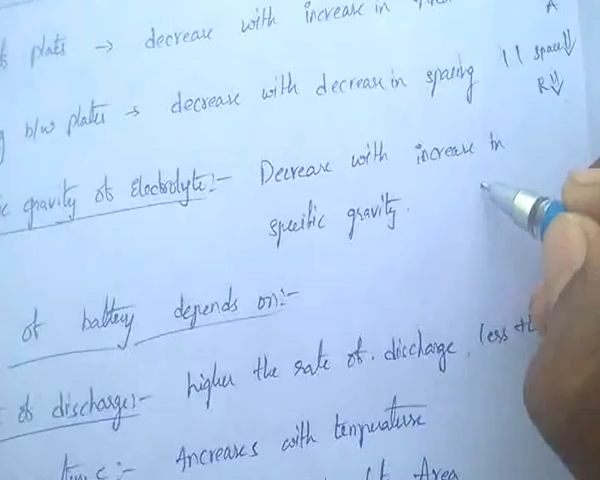 plats → decrease with increase in
A
b/w plates → decrease with decrease in spacing || space↓↓
R↓↓
gravity of Electrolyte:- Decrease with increase in
specific gravity.
of battery depends on:-
of discharge:- higher the rate of. discharge, less
:- Increases with temperature
Area